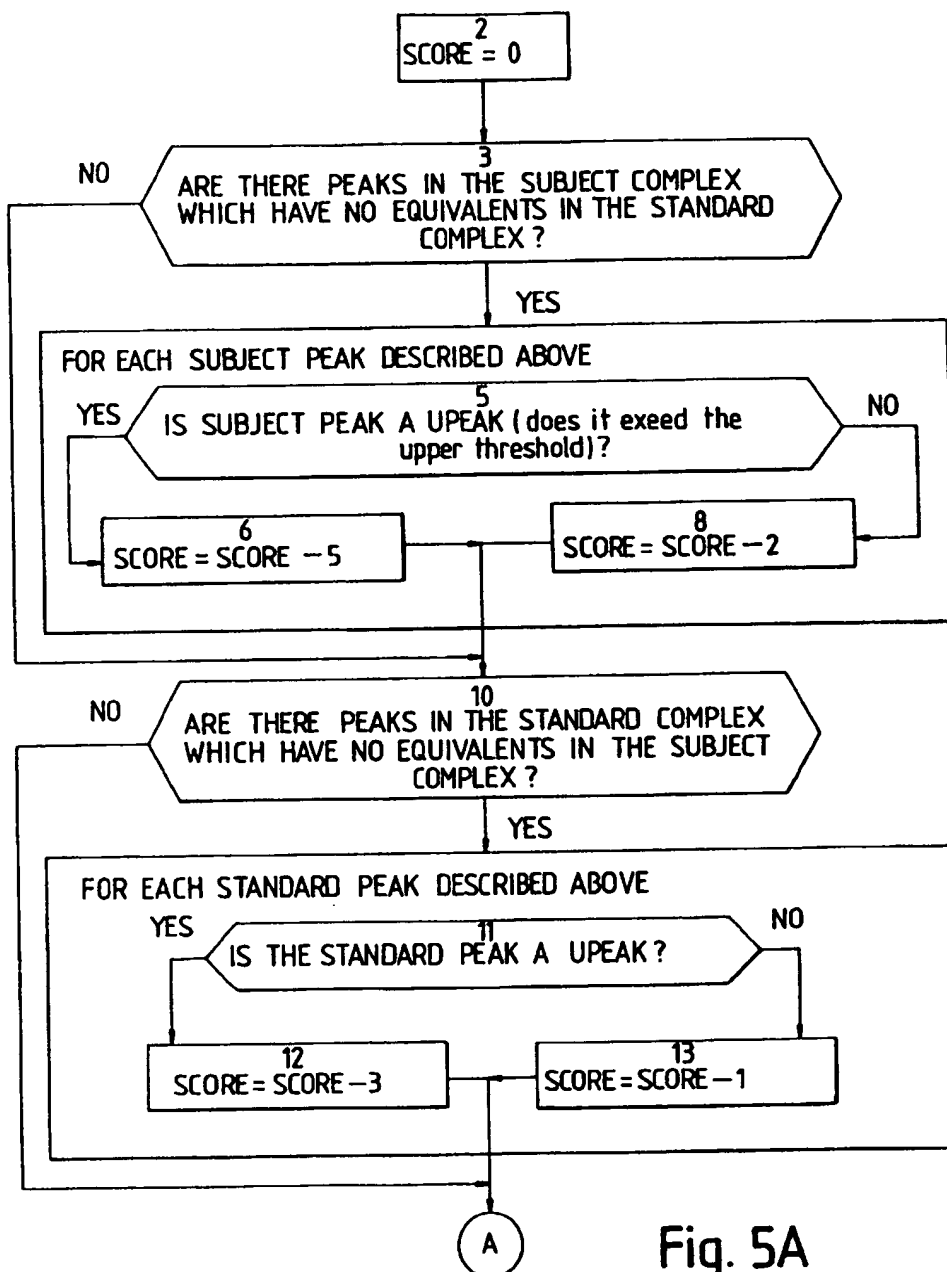 2
SCORE = 0
3
NO
ARE THERE PEAKS IN THE SUBJECT COMPLEX
WHICH HAVE NO EQUIVALENTS IN THE STANDARD
COMPLEX ?
YES
FOR EACH SUBJECT PEAK DESCRIBED ABOVE
5
YES
IS SUBJECT PEAK A UPEAK (does it exeed the
upper threshold)?
NO
6
SCORE = SCORE -5
8
SCORE = SCORE -2
10
NO
ARE THERE PEAKS IN THE STANDARD COMPLEX
WHICH HAVE NO EQUIVALENTS IN THE SUBJECT
COMPLEX ?
YES
FOR EACH STANDARD PEAK DESCRIBED ABOVE
YES
11
IS THE STANDARD PEAK A UPEAK ?
NO
12
SCORE = SCORE -3
13
SCORE = SCORE -1
A
Fig. 5A